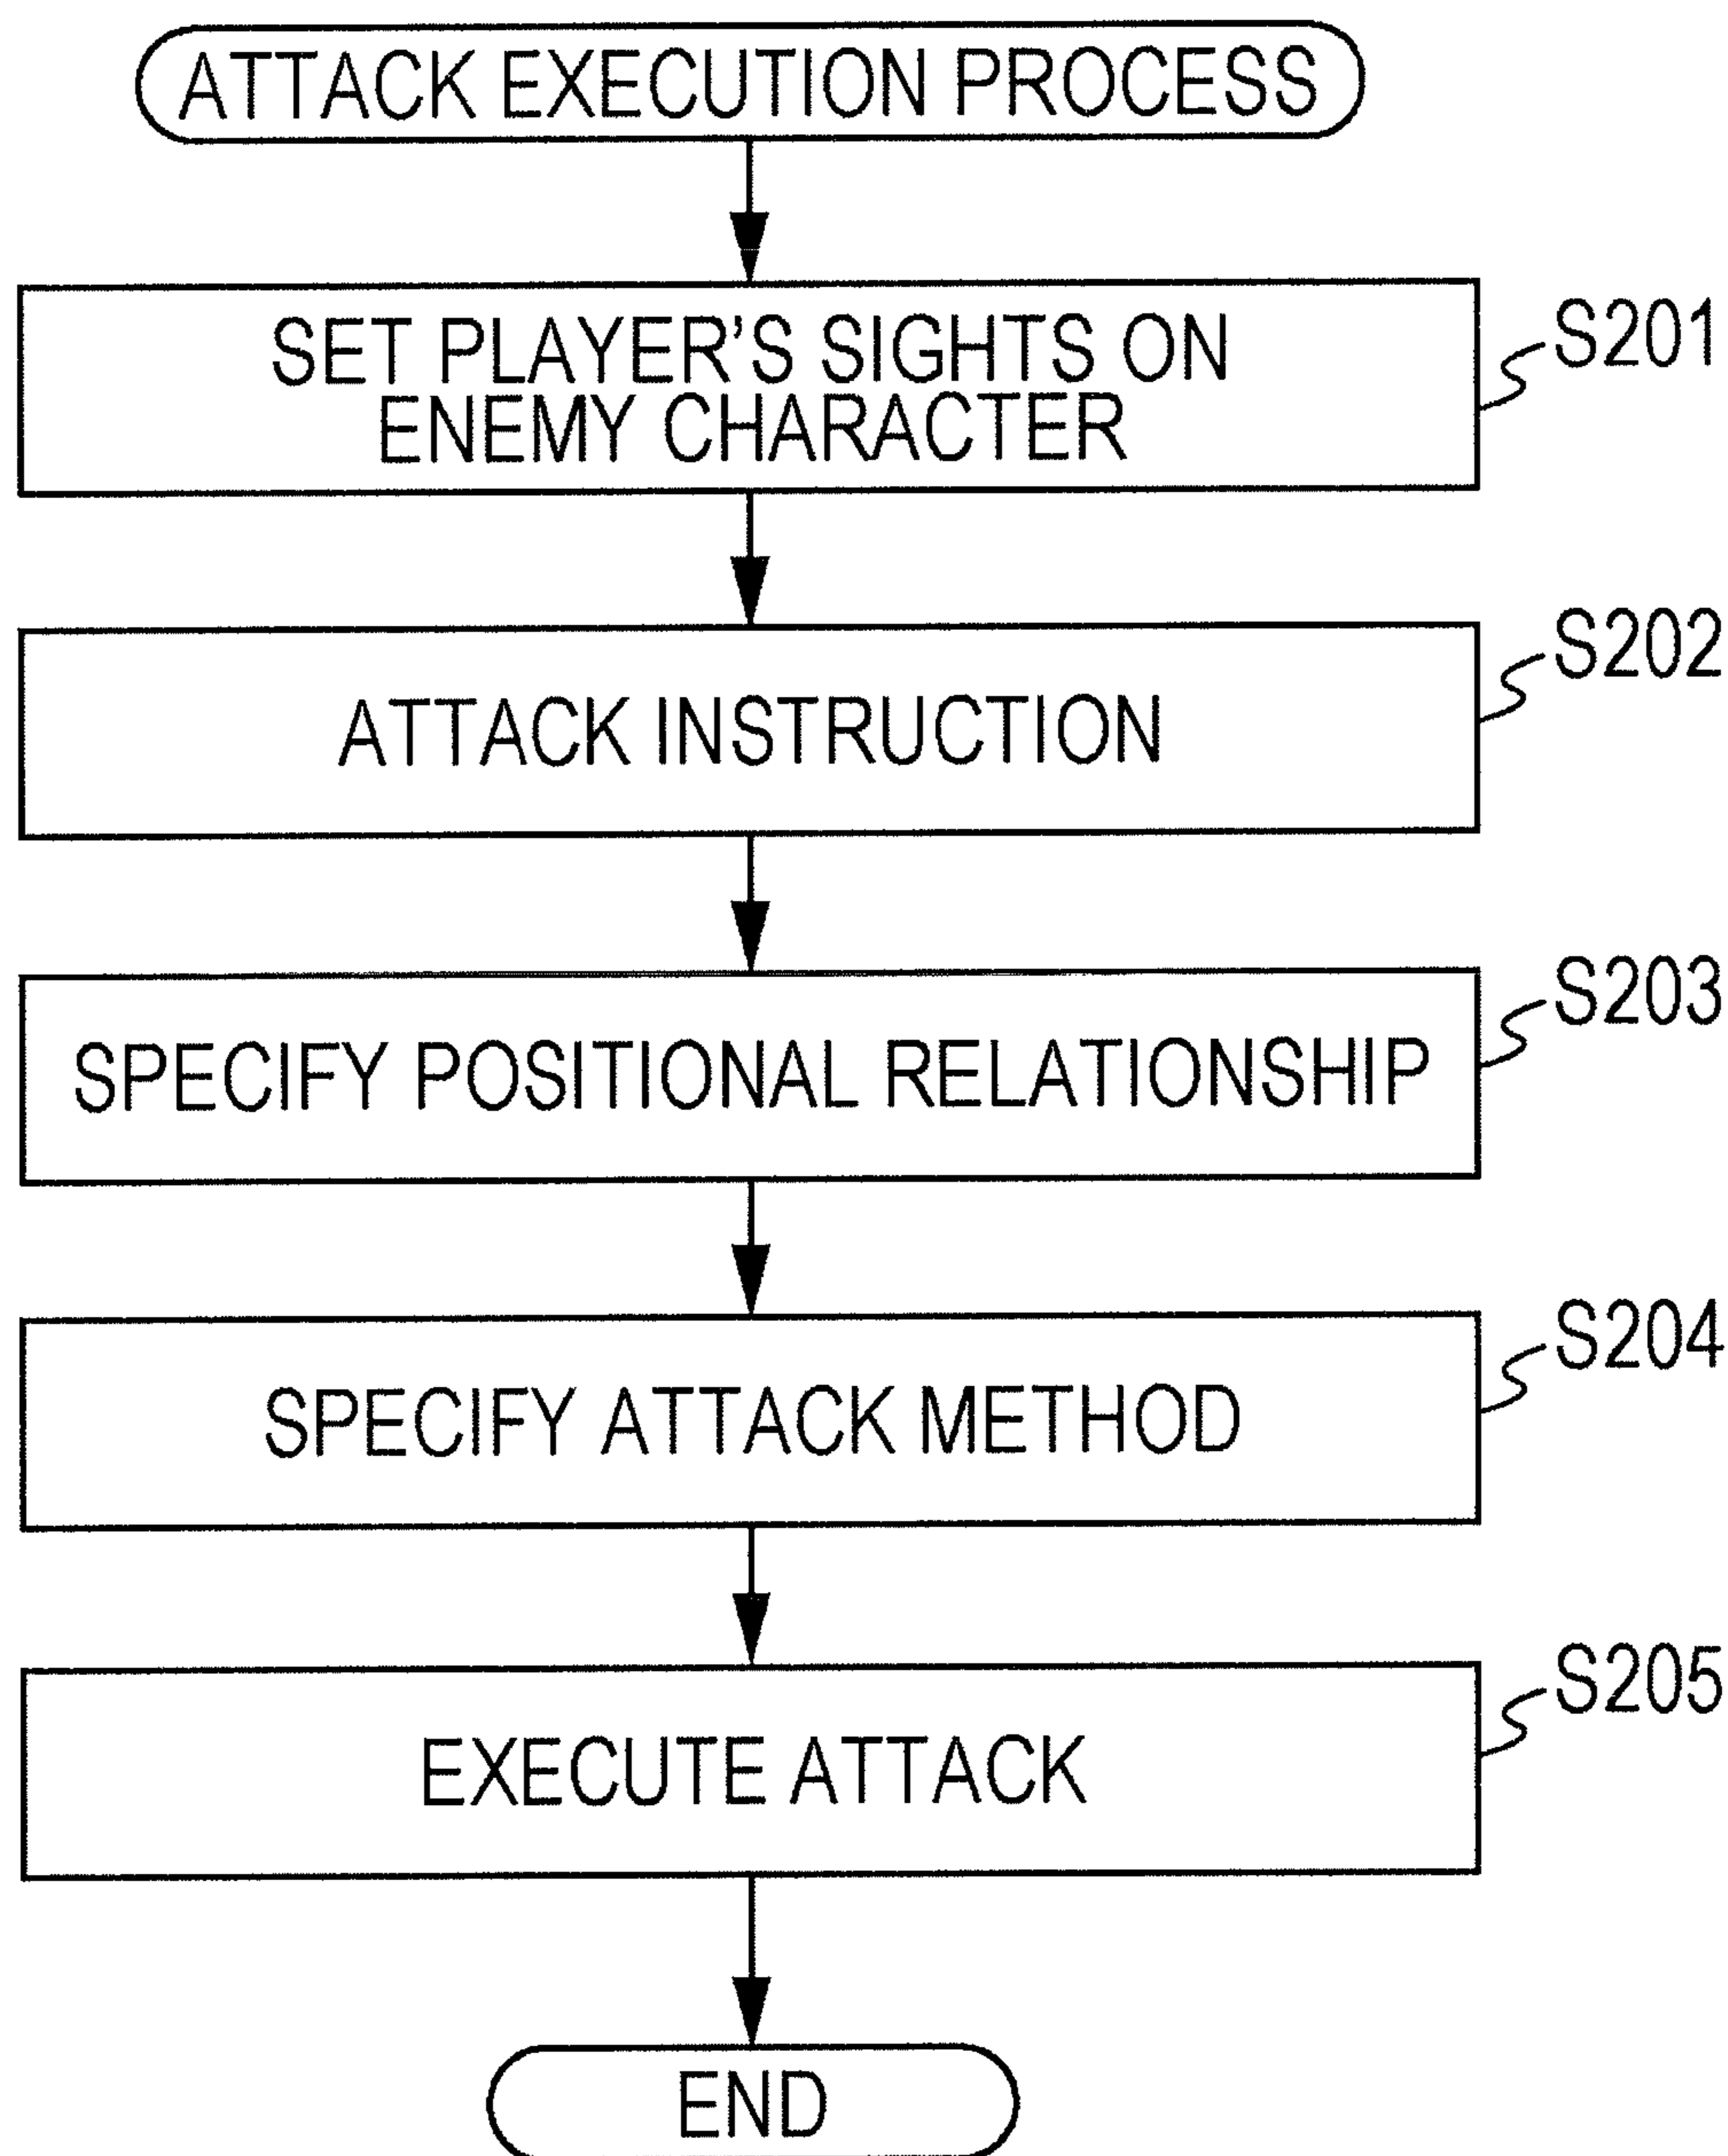 ATTACK EXECUTION PROCESS
SET PLAYER'S SIGHTS ON
ENEMY CHARACTER
S201
ATTACK INSTRUCTION
S202
SPECIFY POSITIONAL RELATIONSHIP
S203
SPECIFY ATTACK METHOD
S204
EXECUTE ATTACK
S205
END